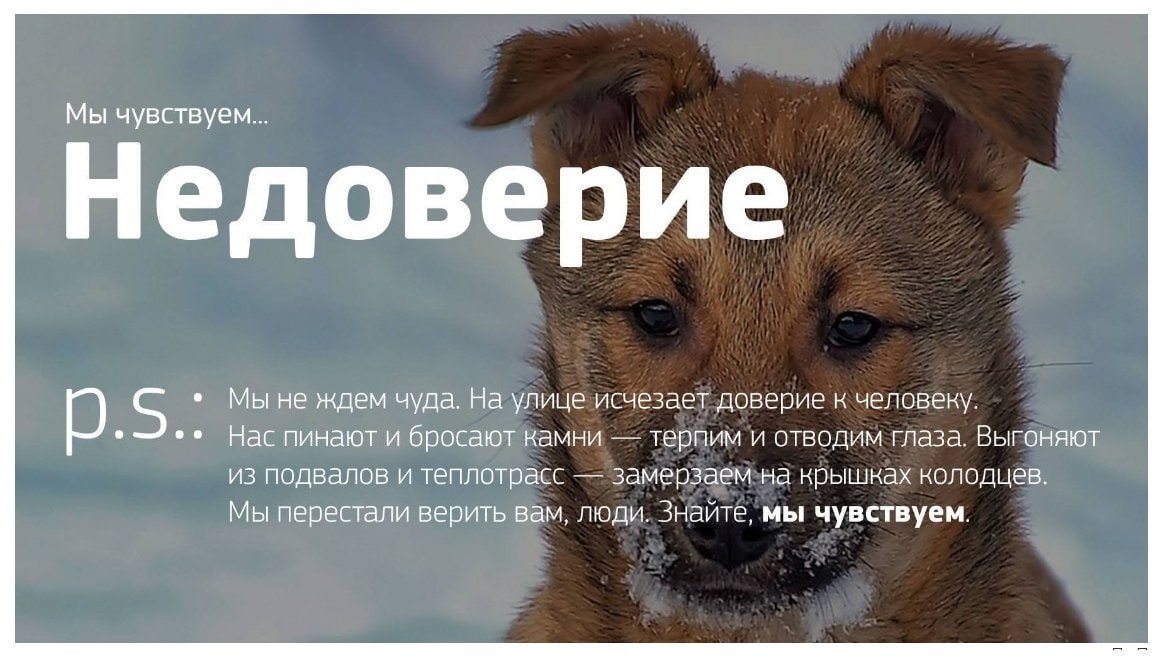 Мы чувствуем...
Недоверие
p.s.:
Мы не ждем чуда. На улице исчезает доверие к человеку.
Нас пинают и бросают камни — терпим и отводим глаза. Выгоняют
из подвалов и теплотрасс — замерзаем на крышках колодцев.
Мы перестали верить вам, люди. Знайте, мы чувствуем.